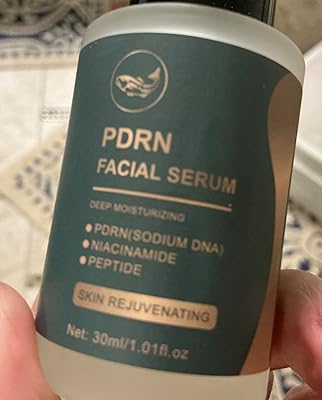 PDRN
FACIAL SERUM
DEEP MOISTURIZING
●PDRN(SODIUM DNA)
●NIACINAMIDE
●PEPTIDE
SKIN REJUVENATING
Net: 30ml/1.01fl.oz